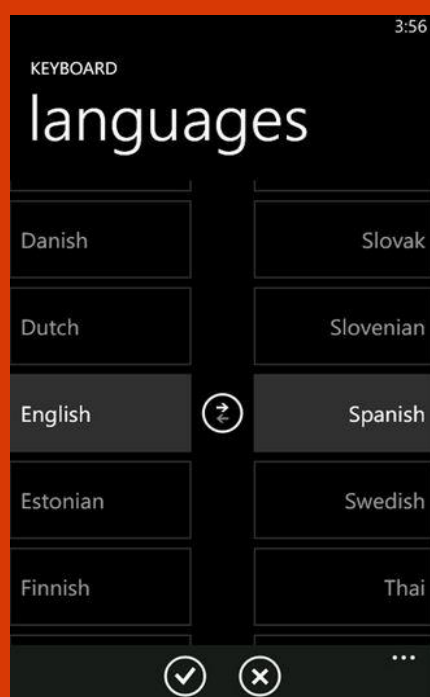 3:56
KEYBOARD
languages
Danish
Slovak
Dutch
Slovenian
English
Spanish
Estonian
Swedish
Finnish
Thai